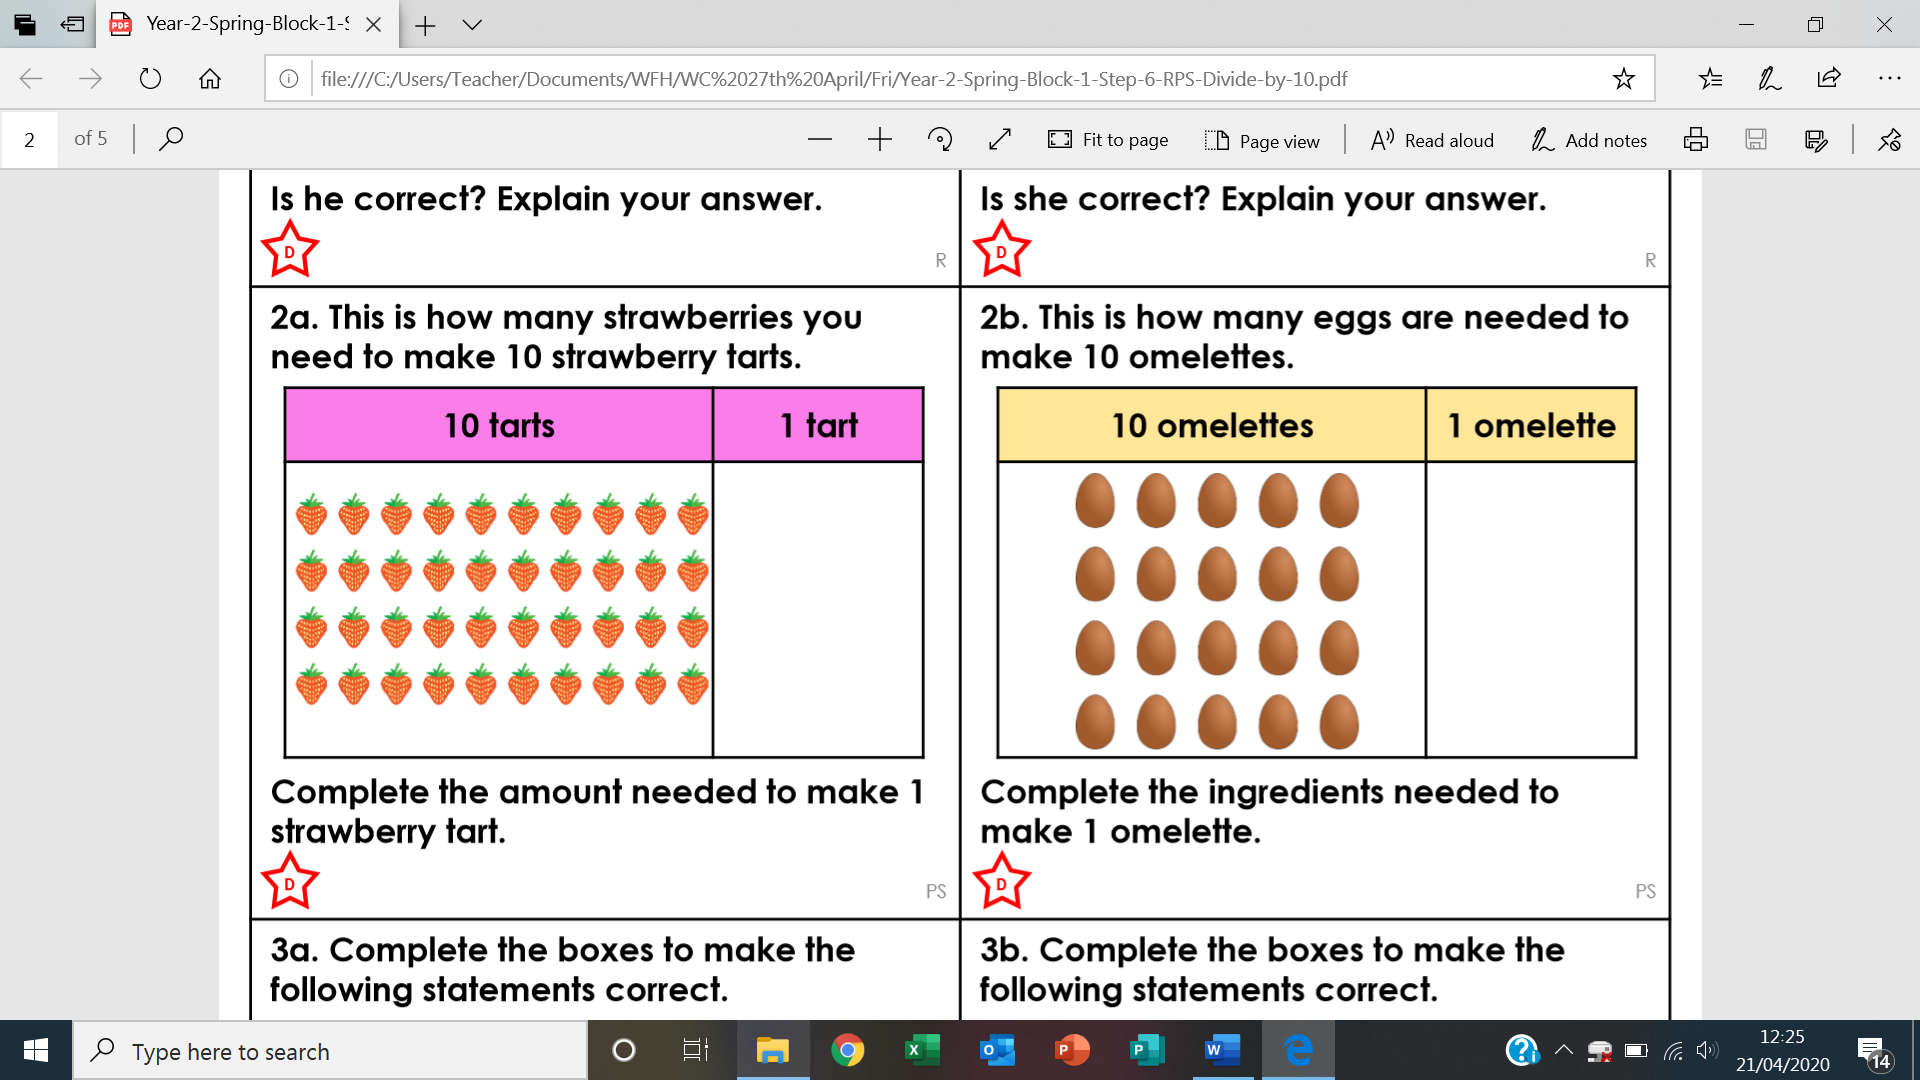 Year-2-Spring-Block-1-S
file:///C:/Users/Teacher/Documents/WFH/WC%2027th%20April/Fri/Year-2-Spring-Block-1-Step-6-RPS-Divide-by-10.pdf
2 of 5
Fit to page
Page view
Read aloud
Add notes
Is he correct? Explain your answer.
D
R
Is she correct? Explain your answer.
D
R
2a. This is how many strawberries you
need to make 10 strawberry tarts.
10 tarts 1 tart
Complete the amount needed to make 1
strawberry tart.
D
PS
2b. This is how many eggs are needed to
make 10 omelettes.
10 omelettes 1 omelette
Complete the ingredients needed to
make 1 omelette.
D
PS
3a. Complete the boxes to make the
following statements correct.
3b. Complete the boxes to make the
following statements correct.
Type here to search
12:25
21/04/2020
14